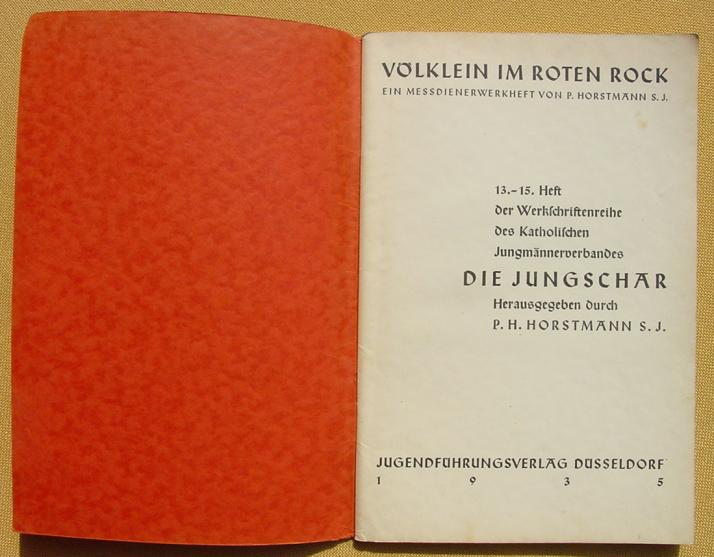 VÖLKLEIN IM ROTEN ROCK
EIN MESSDIENERWERKHEFT VON P. HORSTMANN S. J.
13.-15. Heft
der Werkschriftenreihe
des Katholischen
Jungmännerverbandes
DIE JUNGSCHAR
Herausgegeben durch
P. H. HORSTMANN S. J.
JUGENDFÜHRUNGSVERLAG DÜSSELDORF
1 9 3 5